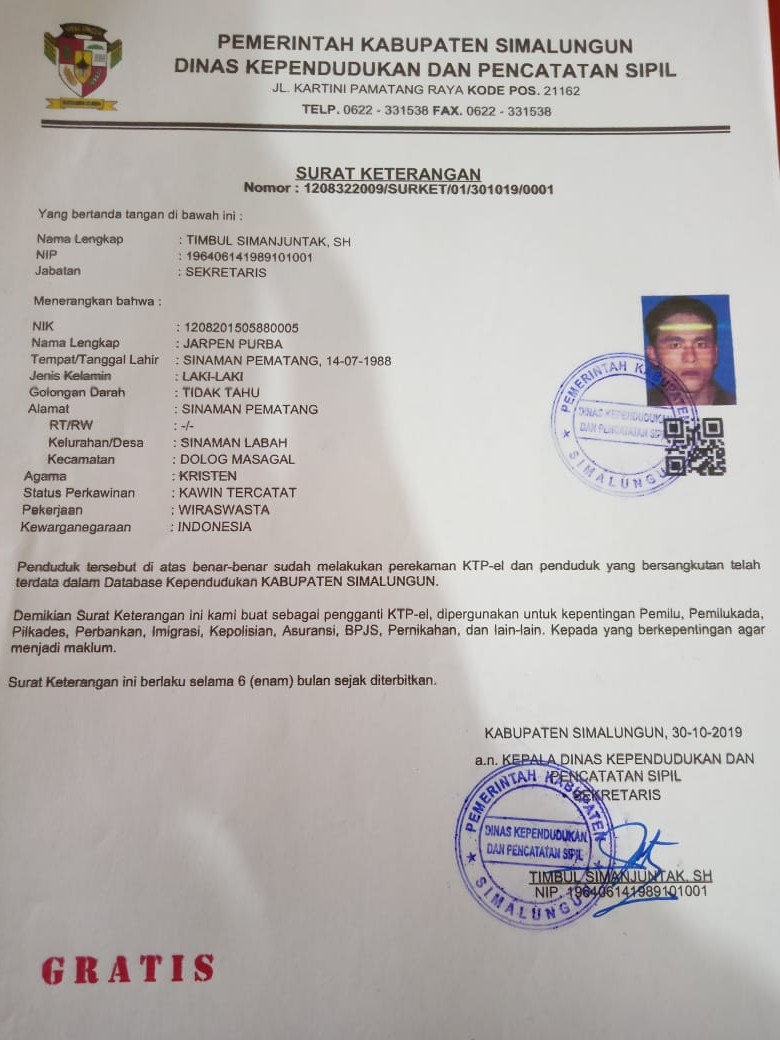 PEMERINTAH KABUPATEN SIMALUNGUN
DINAS KEPENDUDUKAN DAN PENCATATAN SIPIL
JL. KARTINI PAMATANG RAYA KODE POS. 21162
TELP. 0622 - 331538 FAX. 0622 - 331538
SURAT KETERANGAN
Nomor : 1208322009/SURKET/01/301019/0001
Yang bertanda tangan di bawah ini :
Nama Lengkap : TIMBUL SIMANJUNTAK, SH
NIP : 196406141989101001
Jabatan : SEKRETARIS
Menerangkan bahwa :
NIK : 1208201505880005
Nama Lengkap : JARPEN PURBA
Tempat/Tanggal Lahir : SINAMAN PEMATANG, 14-07-1988
Jenis Kelamin : LAKI-LAKI
Golongan Darah : TIDAK TAHU
Alamat : SINAMAN PEMATANG
RT/RW : -/-
Kelurahan/Desa : SINAMAN LABAH
Kecamatan : DOLOG MASAGAL
Agama : KRISTEN
Status Perkawinan : KAWIN TERCATAT
Pekerjaan : WIRASWASTA
Kewarganegaraan : INDONESIA
PEMERINTAH KABUPATEN
DINAS KEPENDUDUKAN
DAN PENCATATAN SIPIL
SIMALUNGUN
Penduduk tersebut di atas benar-benar sudah melakukan perekaman KTP-el dan penduduk yang bersangkutan telah
terdata dalam Database Kependudukan KABUPATEN SIMALUNGUN.
Demikian Surat Keterangan ini kami buat sebagai pengganti KTP-el, dipergunakan untuk kepentingan Pemilu, Pemilukada,
Pilkades, Perbankan, Imigrasi, Kepolisian, Asuransi, BPJS, Pernikahan, dan lain-lain. Kepada yang berkepentingan agar
menjadi maklum.
Surat Keterangan ini berlaku selama 6 (enam) bulan sejak diterbitkan.
KABUPATEN SIMALUNGUN, 30-10-2019
a.n. KEPALA DINAS KEPENDUDUKAN DAN
PENCATATAN SIPIL
SEKRETARIS
PEMERINTAH KABUPATEN
DINAS KEPENDUDUKAN
DAN PENCATATAN SIPIL
SIMALUNGUN
TIMBUL SIMANJUNTAK, SH
NIP. 196406141989101001
GRATIS